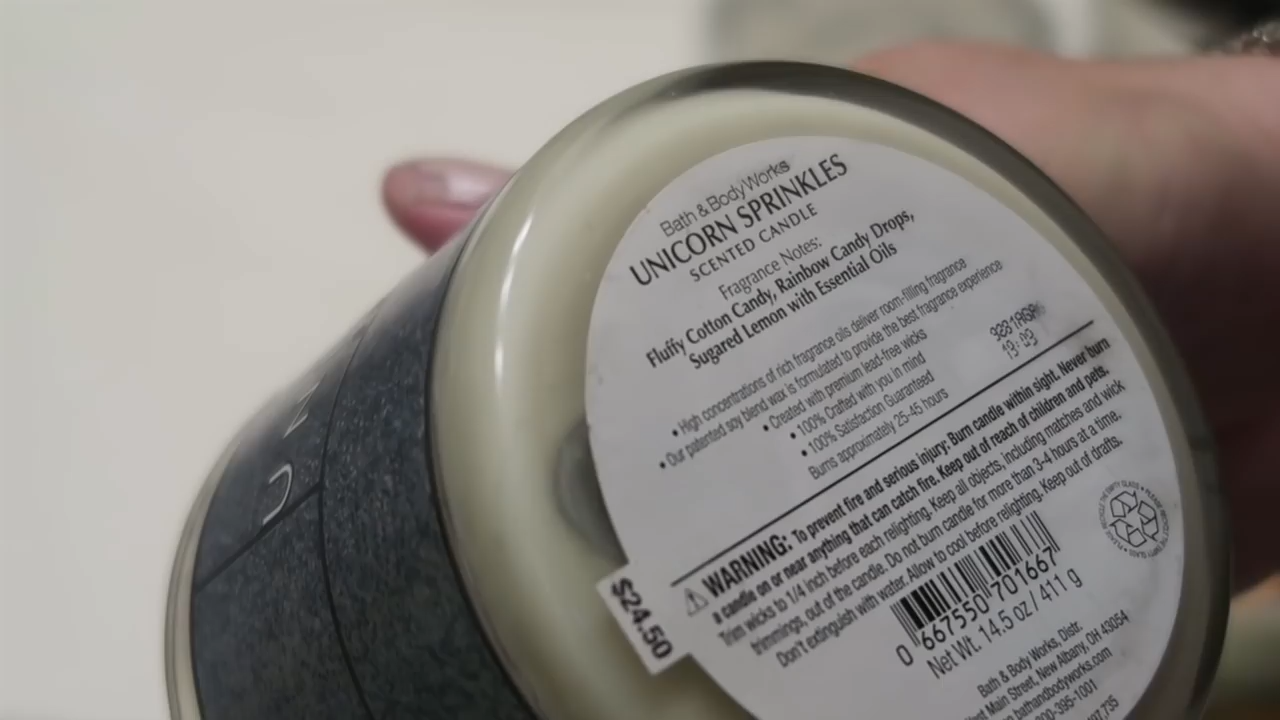 Bath & Body Works
UNICORN SPRINKLES
SCENTED CANDLE
Fragrance Notes:
Fluffy Cotton Candy, Rainbow Candy Drops,
Sugared Lemon with Essential Oils
• High concentrations of rich fragrance oils deliver room-filling fragrance
• Our patented soy blend wax is formulated to provide the best fragrance experience
• Created with premium lead-free wicks
• 100% Crafted with you in mind
• 100% Satisfaction Guaranteed
Burns approximately 25-45 hours
⚠ WARNING: To prevent fire and serious injury: Burn candle within sight. Never burn
a candle on or near anything that can catch fire. Keep out of reach of children and pets.
Trim wicks to 1/4 inch before each relighting. Keep all objects, including matches and wick
trimmings, out of the candle. Do not burn candle for more than 3-4 hours at a time.
Don't extinguish with water. Allow to cool before relighting. Keep out of drafts.
0 667550 701667
Net Wt. 14.5 oz / 411 g
Bath & Body Works, Distr.
Main Street, New Albany, OH 43054
bathandbodyworks.com
800-395-1001
$24.50
U N